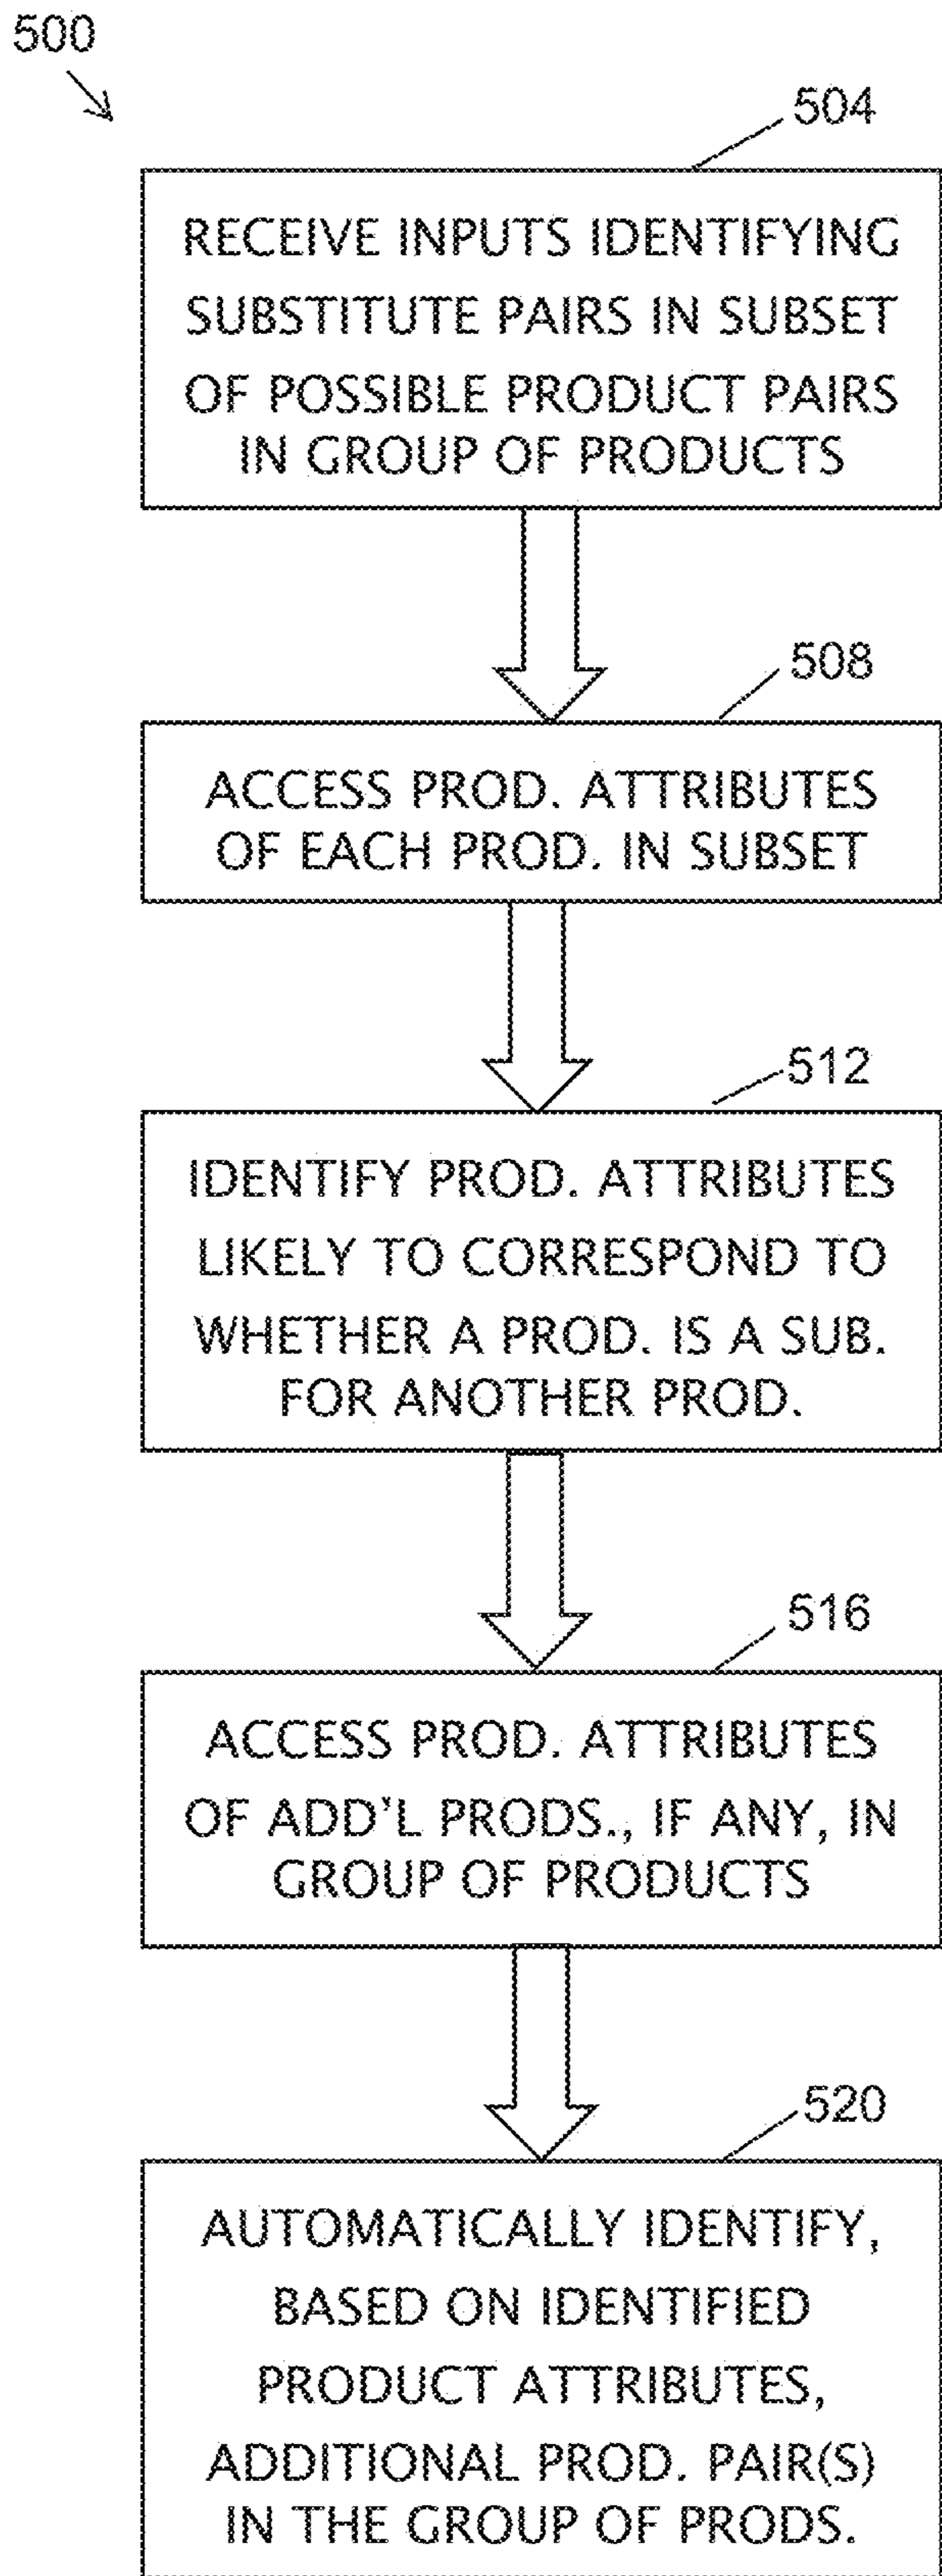 500
504
RECEIVE INPUTS IDENTIFYING
SUBSTITUTE PAIRS IN SUBSET
OF POSSIBLE PRODUCT PAIRS
IN GROUP OF PRODUCTS
508
ACCESS PROD. ATTRIBUTES
OF EACH PROD. IN SUBSET
512
IDENTIFY PROD. ATTRIBUTES
LIKELY TO CORRESPOND TO
WHETHER A PROD. IS A SUB.
FOR ANOTHER PROD.
516
ACCESS PROD. ATTRIBUTES
OF ADD'L PRODS., IF ANY, IN
GROUP OF PRODUCTS
520
AUTOMATICALLY IDENTIFY,
BASED ON IDENTIFIED
PRODUCT ATTRIBUTES,
ADDITIONAL PROD. PAIR(S)
IN THE GROUP OF PRODS.